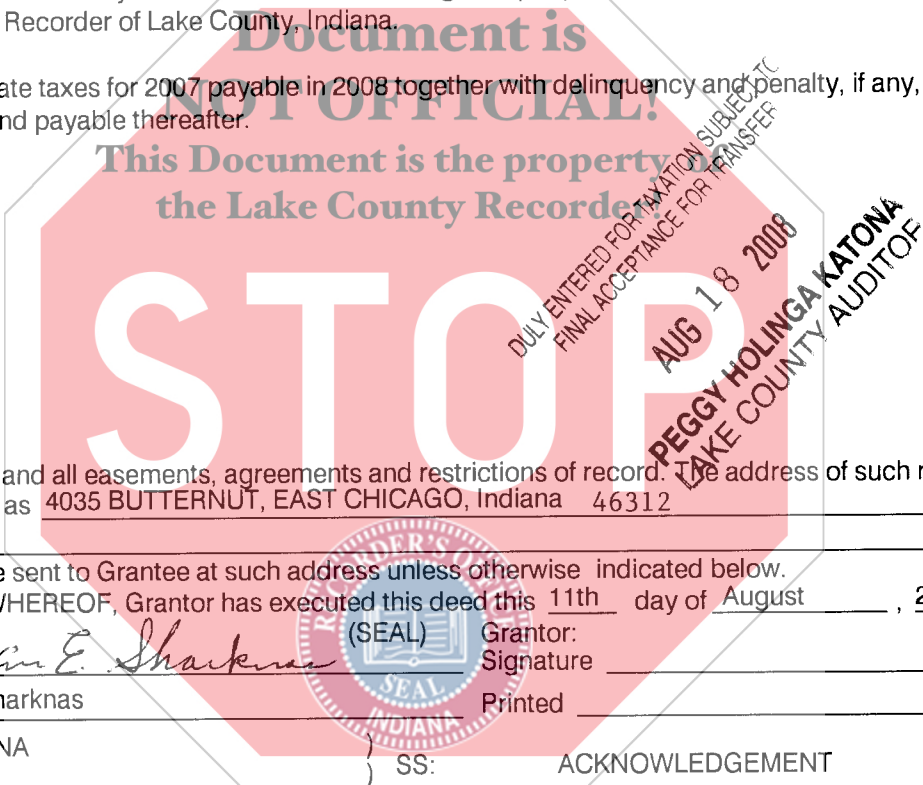 Recorder of Lake County, Indiana.
Document is
ate taxes for 2007 payable in 2008 together with delinquency and penalty, if any,
NOT OFFICIAL!
nd payable thereafter.
This Document is the property of
the Lake County Recorder!
DULY ENTERED FOR TAXATION SUBJECT TO
FINAL ACCEPTANCE FOR TRANSFER
AUG 18 2008
PEGGY HOLINGA KATONA
LAKE COUNTY AUDITOR
STOP
and all easements, agreements and restrictions of record. The address of such r
as 4035 BUTTERNUT, EAST CHICAGO, Indiana 46312
e sent to Grantee at such address unless otherwise indicated below.
WHEREOF, Grantor has executed this deed this 11th day of August , 2
(SEAL) Grantor:
E. Sharknas Signature
harknas Printed
RECORDER'S OFFICE
SEAL
INDIANA
NA ) SS: ACKNOWLEDGEMENT
)